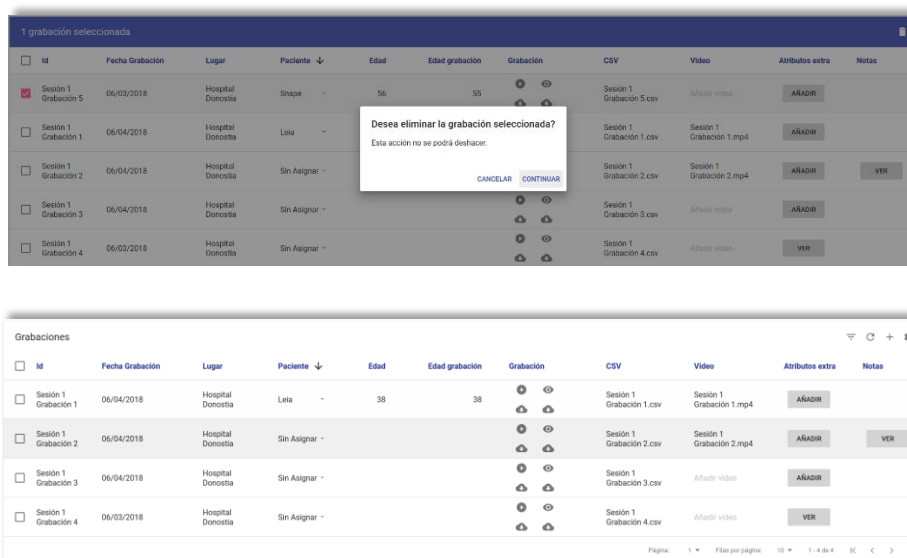 1 grabación seleccionada
Id Fecha Grabación Lugar Paciente Edad Edad grabación Grabación CSV Video Atributos extra Notas
Sesión 1 Grabación 5 06/03/2018 Hospital Donostia Snape 56 55 Sesión 1 Grabación 5.csv Añadir video AÑADIR
Sesión 1 Grabación 1 06/04/2018 Hospital Donostia Leia Sesión 1 Grabación 1.csv Sesión 1 Grabación 1.mp4 AÑADIR
Sesión 1 Grabación 2 06/04/2018 Hospital Donostia Sin Asignar Sesión 1 Grabación 2.csv Sesión 1 Grabación 2.mp4 AÑADIR VER
Sesión 1 Grabación 3 06/04/2018 Hospital Donostia Sin Asignar Sesión 1 Grabación 3.csv Añadir video AÑADIR
Sesión 1 Grabación 4 06/03/2018 Hospital Donostia Sin Asignar Sesión 1 Grabación 4.csv Añadir video VER
Desea eliminar la grabación seleccionada?
Esta acción no se podrá deshacer.
CANCELAR CONTINUAR
Grabaciones
Id Fecha Grabación Lugar Paciente Edad Edad grabación Grabación CSV Video Atributos extra Notas
Sesión 1 Grabación 1 06/04/2018 Hospital Donostia Leia 38 38 Sesión 1 Grabación 1.csv Sesión 1 Grabación 1.mp4 AÑADIR
Sesión 1 Grabación 2 06/04/2018 Hospital Donostia Sin Asignar Sesión 1 Grabación 2.csv Sesión 1 Grabación 2.mp4 AÑADIR VER
Sesión 1 Grabación 3 06/04/2018 Hospital Donostia Sin Asignar Sesión 1 Grabación 3.csv Añadir video AÑADIR
Sesión 1 Grabación 4 06/03/2018 Hospital Donostia Sin Asignar Sesión 1 Grabación 4.csv Añadir video VER
Página: 1 Filas por página: 10 1 - 4 de 4